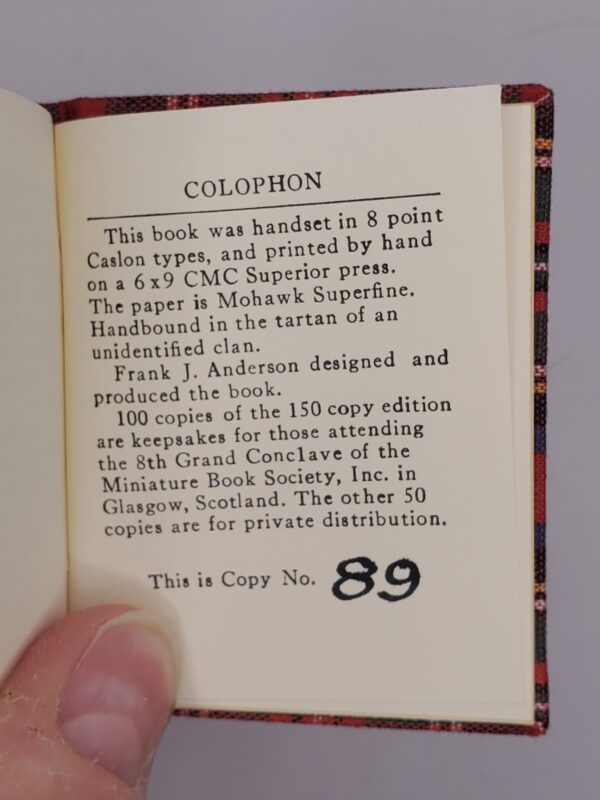 COLOPHON
This book was handset in 8 point
Caslon types, and printed by hand
on a 6x9 CMC Superior press.
The paper is Mohawk Superfine.
Handbound in the tartan of an
unidentified clan.
Frank J. Anderson designed and
produced the book.
100 copies of the 150 copy edition
are keepsakes for those attending
the 8th Grand Conclave of the
Miniature Book Society, Inc. in
Glasgow, Scotland. The other 50
copies are for private distribution.
This is Copy No. 89